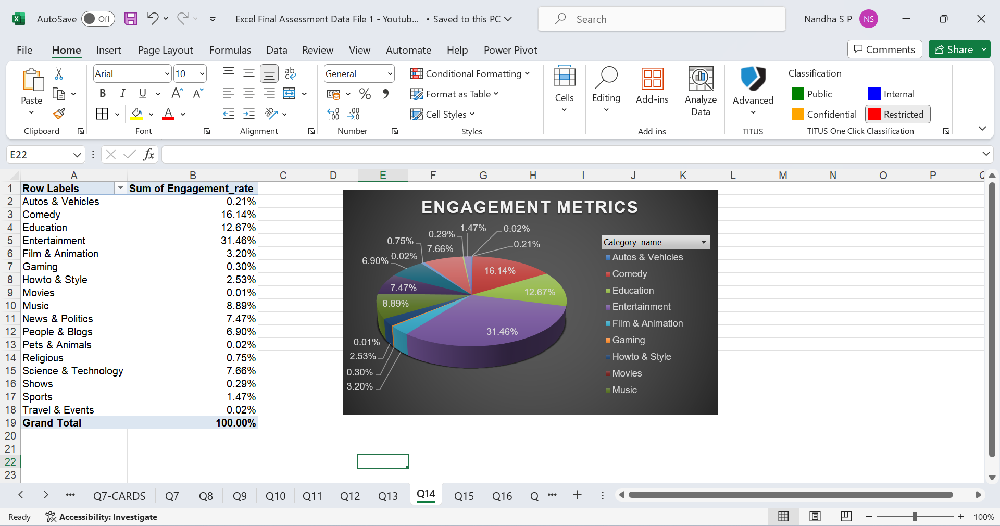 AutoSave Off Excel Final Assessment Data File 1 - Youtub... • Saved to this PC Search Nandha S P NS
File Home Insert Page Layout Formulas Data Review View Automate Help Power Pivot Comments Share
Paste Clipboard
Arial 10 B I U A A A Font
ab Alignment
General % Number
Conditional Formatting
Format as Table
Cell Styles
Styles
Cells
Editing
Add-ins
Add-ins
Analyze
Data
Advanced
TITUS
Classification
Public Internal
Confidential Restricted
TITUS One Click Classification
E22 fx
A B C D E F G H I J K L M N O P
1 Row Labels Sum of Engagement_rate
2 Autos & Vehicles 0.21%
3 Comedy 16.14%
4 Education 12.67%
5 Entertainment 31.46%
6 Film & Animation 3.20%
7 Gaming 0.30%
8 Howto & Style 2.53%
9 Movies 0.01%
10 Music 8.89%
11 News & Politics 7.47%
12 People & Blogs 6.90%
13 Pets & Animals 0.02%
14 Religious 0.75%
15 Science & Technology 7.66%
16 Shows 0.29%
17 Sports 1.47%
18 Travel & Events 0.02%
19 Grand Total 100.00%
20
21
22
23
ENGAGEMENT METRICS
1.47% 0.02%
0.29%
0.75% 0.21%
7.66%
6.90% 0.02%
16.14%
7.47% 12.67%
8.89%
31.46%
0.01%
2.53%
0.30%
3.20%
Category_name
Autos & Vehicles
Comedy
Education
Entertainment
Film & Animation
Gaming
Howto & Style
Movies
Music
Q7-CARDS Q7 Q8 Q9 Q10 Q11 Q12 Q13 Q14 Q15 Q16 Q
Ready Accessibility: Investigate 100%